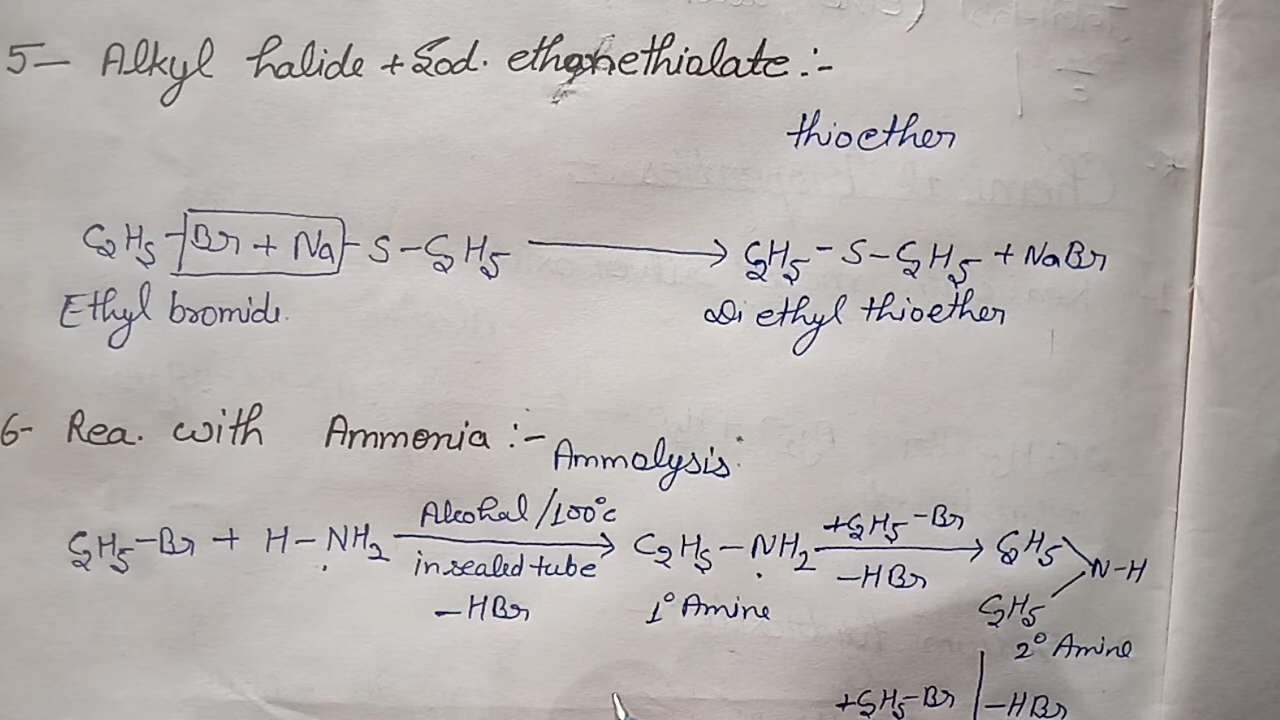 5- Alkyl halide + Sod. ethanethiolate :-
thioether
C2H5-Br + Na-S-C2H5 ⟶ C2H5-S-C2H5 + NaBr
Ethyl bromide. Di ethyl thioether
6- Rea. with Ammonia :- Ammolysis
C2H5-Br + H-NH2 Alcohal/100°c in sealed tube -HBr ⟶ C2H5-NH2 +C2H5-Br -HBr ⟶ C2H5 N-H
C2H5
1° Amine 2° Amine
+C2H5-Br -HBr